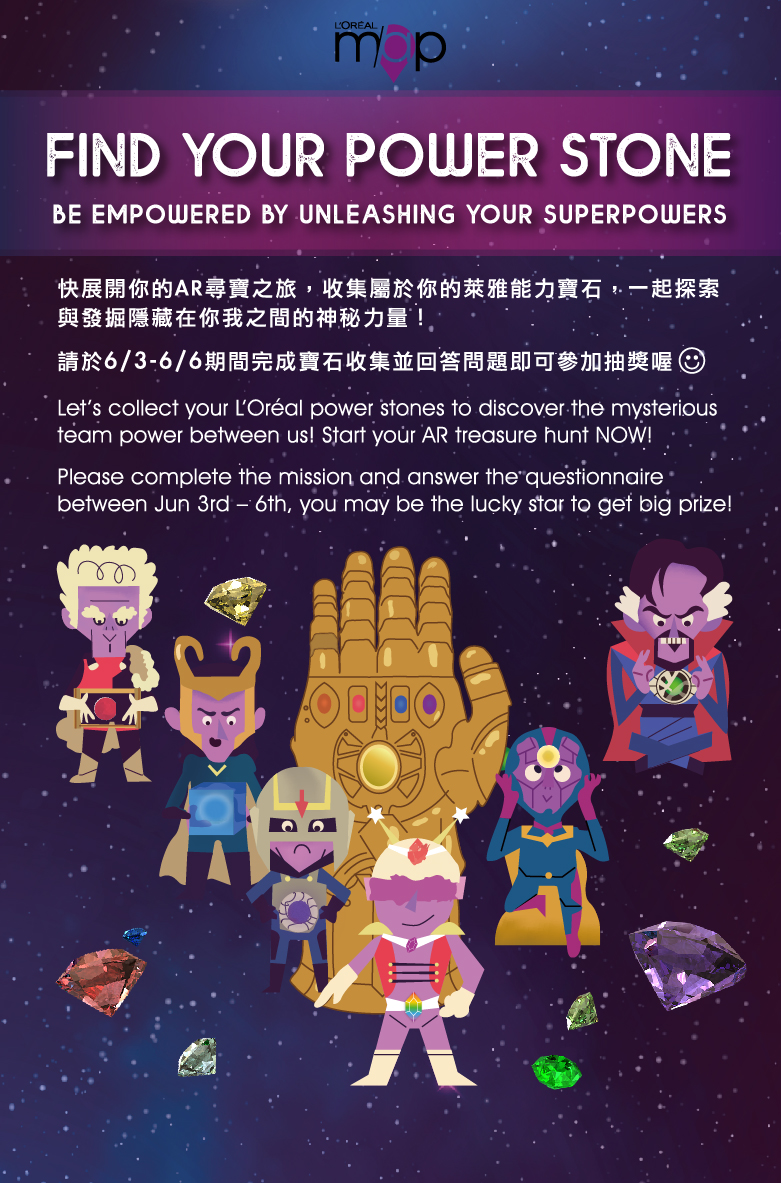 L'ORÉAL
m/op
FIND YOUR POWER STONE
BE EMPOWERED BY UNLEASHING YOUR SUPERPOWERS
快展開你的AR尋寶之旅，收集屬於你的萊雅能力寶石，一起探索
與發掘隱藏在你我之間的神秘力量！
請於6/3-6/6期間完成寶石收集並回答問題即可參加抽獎喔
Let's collect your L'Oréal power stones to discover the mysterious
team power between us! Start your AR treasure hunt NOW!
Please complete the mission and answer the questionnaire
between Jun 3rd – 6th, you may be the lucky star to get big prize!